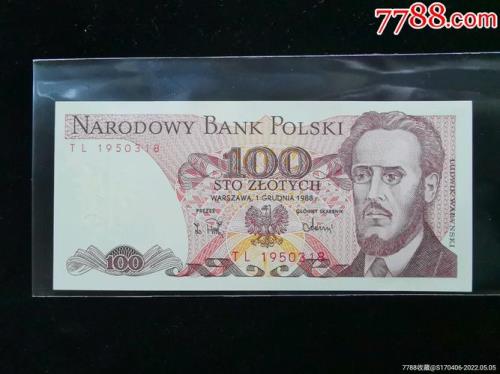 7788.com
NARODOWY BANK POLSKI
TL 1950318
100
STO ZŁOTYCH
WARSZAWA, 1 GRUDNIA 1988 r.
PREZES
GŁÓWNY SKARBNIK
LUDWIK WARYŃSKI
TL 1950318
100
7788收藏@S170406-2022.05.05